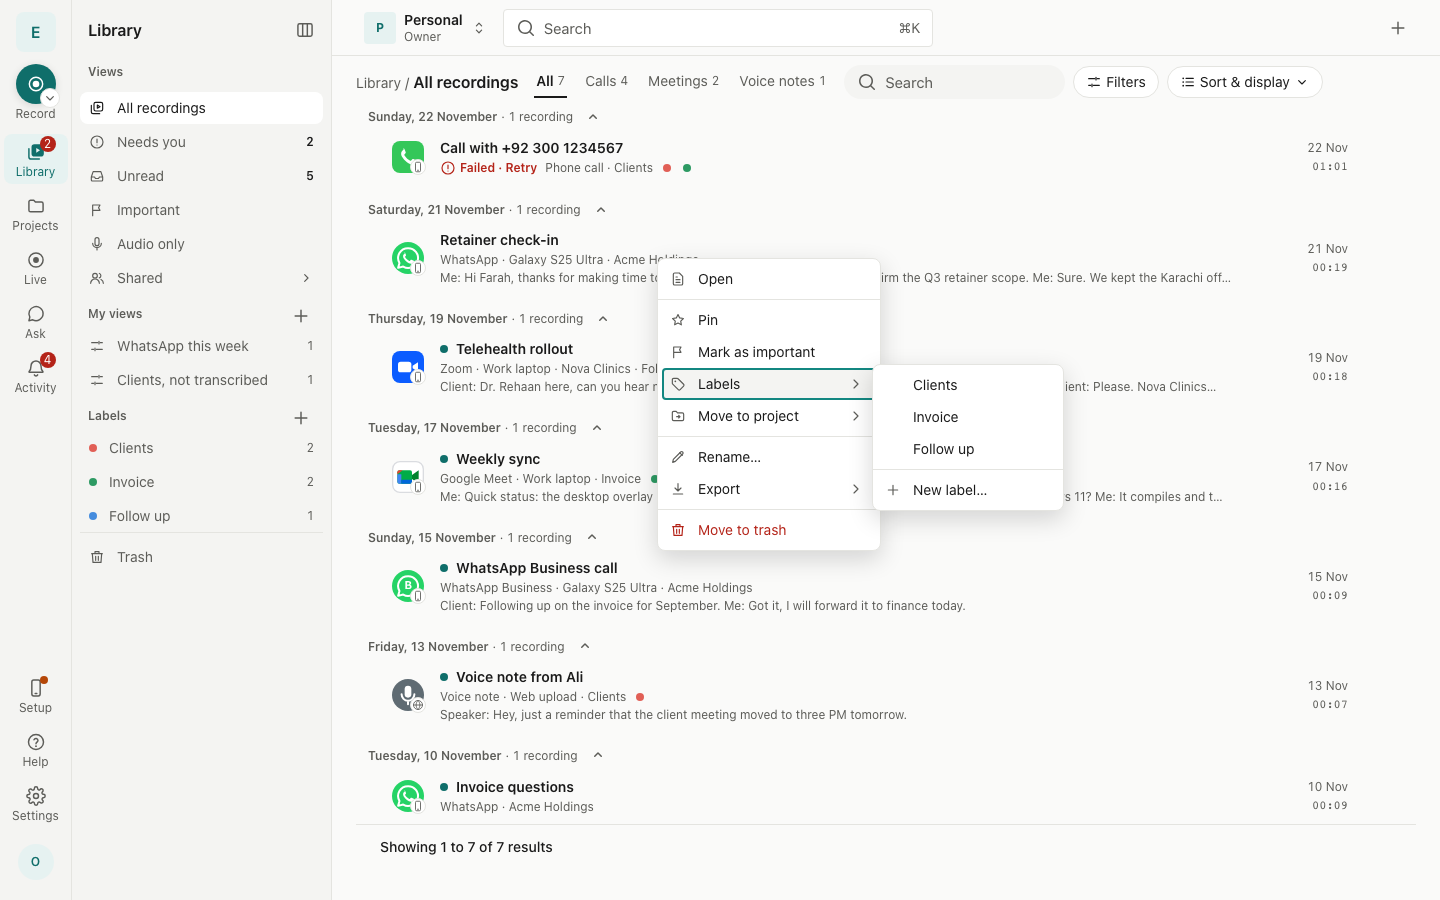 E
Record
2
Library
Projects
Live
Ask
4
Activity
Setup
Help
Settings
O
Library
Views
All recordings
Needs you 2
Unread 5
Important
Audio only
Shared
My views
WhatsApp this week 1
Clients, not transcribed 1
Labels
Clients 2
Invoice 2
Follow up 1
Trash
P
Personal
Owner
Search ⌘K
Library / All recordings
All 7
Calls 4
Meetings 2
Voice notes 1
Search
Filters
Sort & display
Sunday, 22 November · 1 recording
Call with +92 300 1234567
Failed · Retry Phone call · Clients
22 Nov
01:01
Saturday, 21 November · 1 recording
Retainer check-in
WhatsApp · Galaxy S25 Ultra · Acme
Me: Hi Farah, thanks for making time to
irm the Q3 retainer scope. Me: Sure. We kept the Karachi off...
21 Nov
00:19
Thursday, 19 November · 1 recording
Telehealth rollout
Zoom · Work laptop · Nova Clinics · Fol
Client: Dr. Rehaan here, can you hear
ient: Please. Nova Clinics...
19 Nov
00:18
Tuesday, 17 November · 1 recording
Weekly sync
Google Meet · Work laptop · Invoice
Me: Quick status: the desktop overlay
s 11? Me: It compiles and t...
17 Nov
00:16
Sunday, 15 November · 1 recording
WhatsApp Business call
WhatsApp Business · Galaxy S25 Ultra · Acme Holdings
Client: Following up on the invoice for September. Me: Got it, I will forward it to finance today.
15 Nov
00:09
Friday, 13 November · 1 recording
Voice note from Ali
Voice note · Web upload · Clients
Speaker: Hey, just a reminder that the client meeting moved to three PM tomorrow.
13 Nov
00:07
Tuesday, 10 November · 1 recording
Invoice questions
WhatsApp · Acme Holdings
10 Nov
00:09
Showing 1 to 7 of 7 results
Open
Pin
Mark as important
Labels
Move to project
Rename...
Export
Move to trash
Clients
Invoice
Follow up
New label...